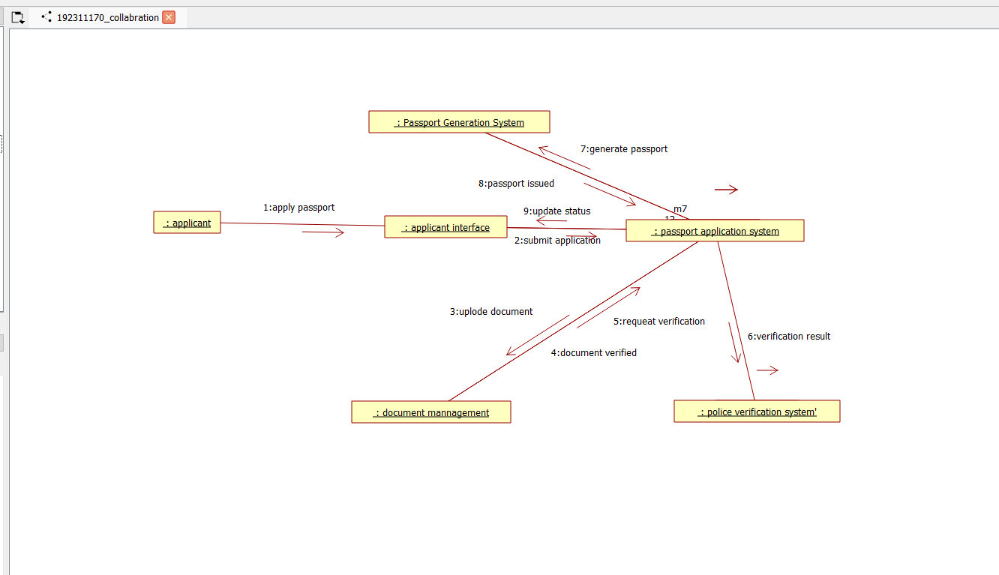 192311170_collabration
: Passport Generation System
7:generate passport
8:passport issued
1:apply passport
9:update status
m7
: applicant
: applicant interface
: passport application system
2:submit application
3:uplode document
5:requeat verification
6:verification result
4:document verified
: document mannagement
: police verification system'